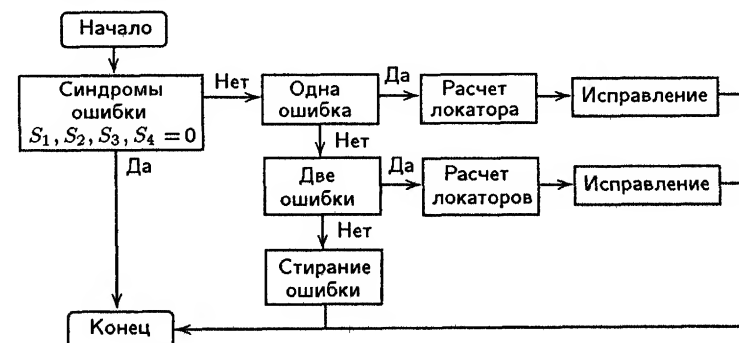 Начало
Синдромы
ошибки
S₁, S₂, S₃, S₄ = 0
Нет
Одна
ошибка
Да
Расчет
локатора
Исправление
Нет
Да
Две
ошибки
Да
Расчет
локаторов
Исправление
Нет
Стирание
ошибки
Конец